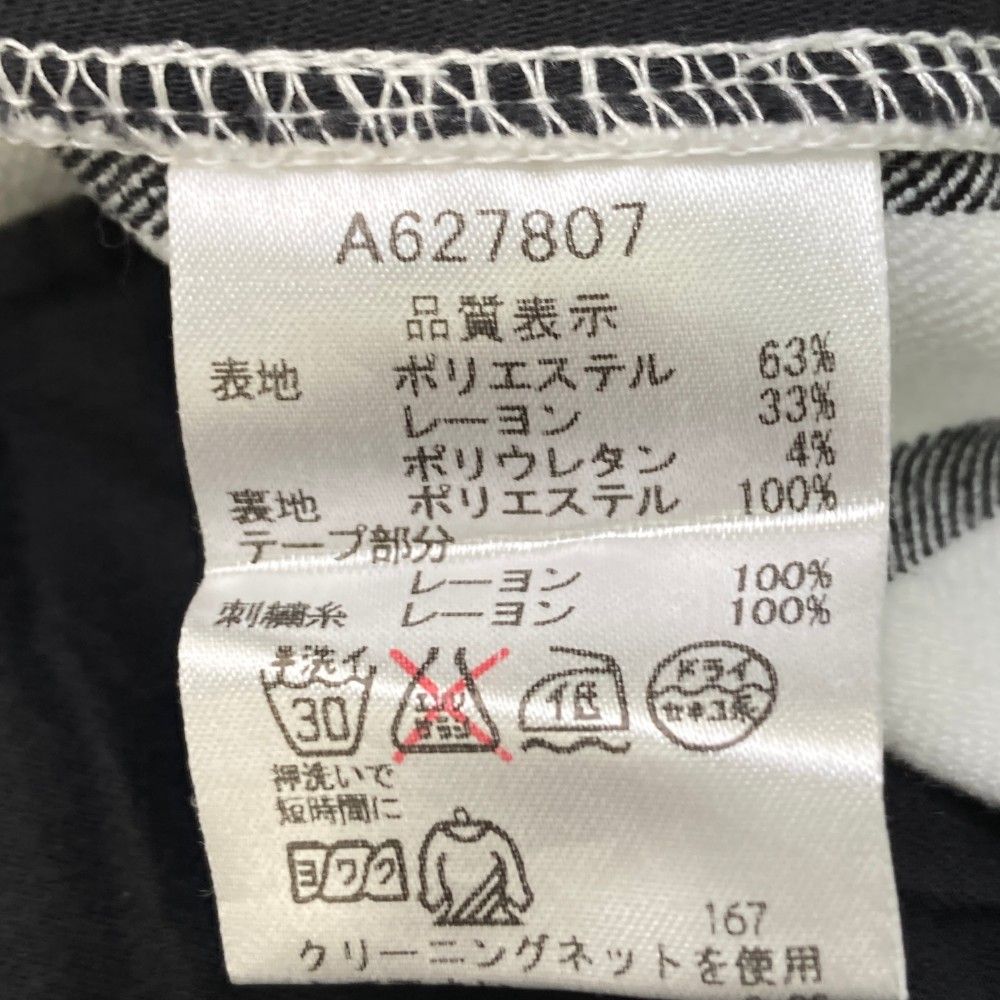 A627807
品質表示
表地 ポリエステル 63%
レーヨン 33%
ポリウレタン 4%
裏地 ポリエステル 100%
テープ部分
レーヨン 100%
刺繍糸 レーヨン 100%
手洗イ 30 エンソサラシ 低 ドライ セキユ系
押洗いで
短時間に
ヨワク
167
クリーニングネットを使用